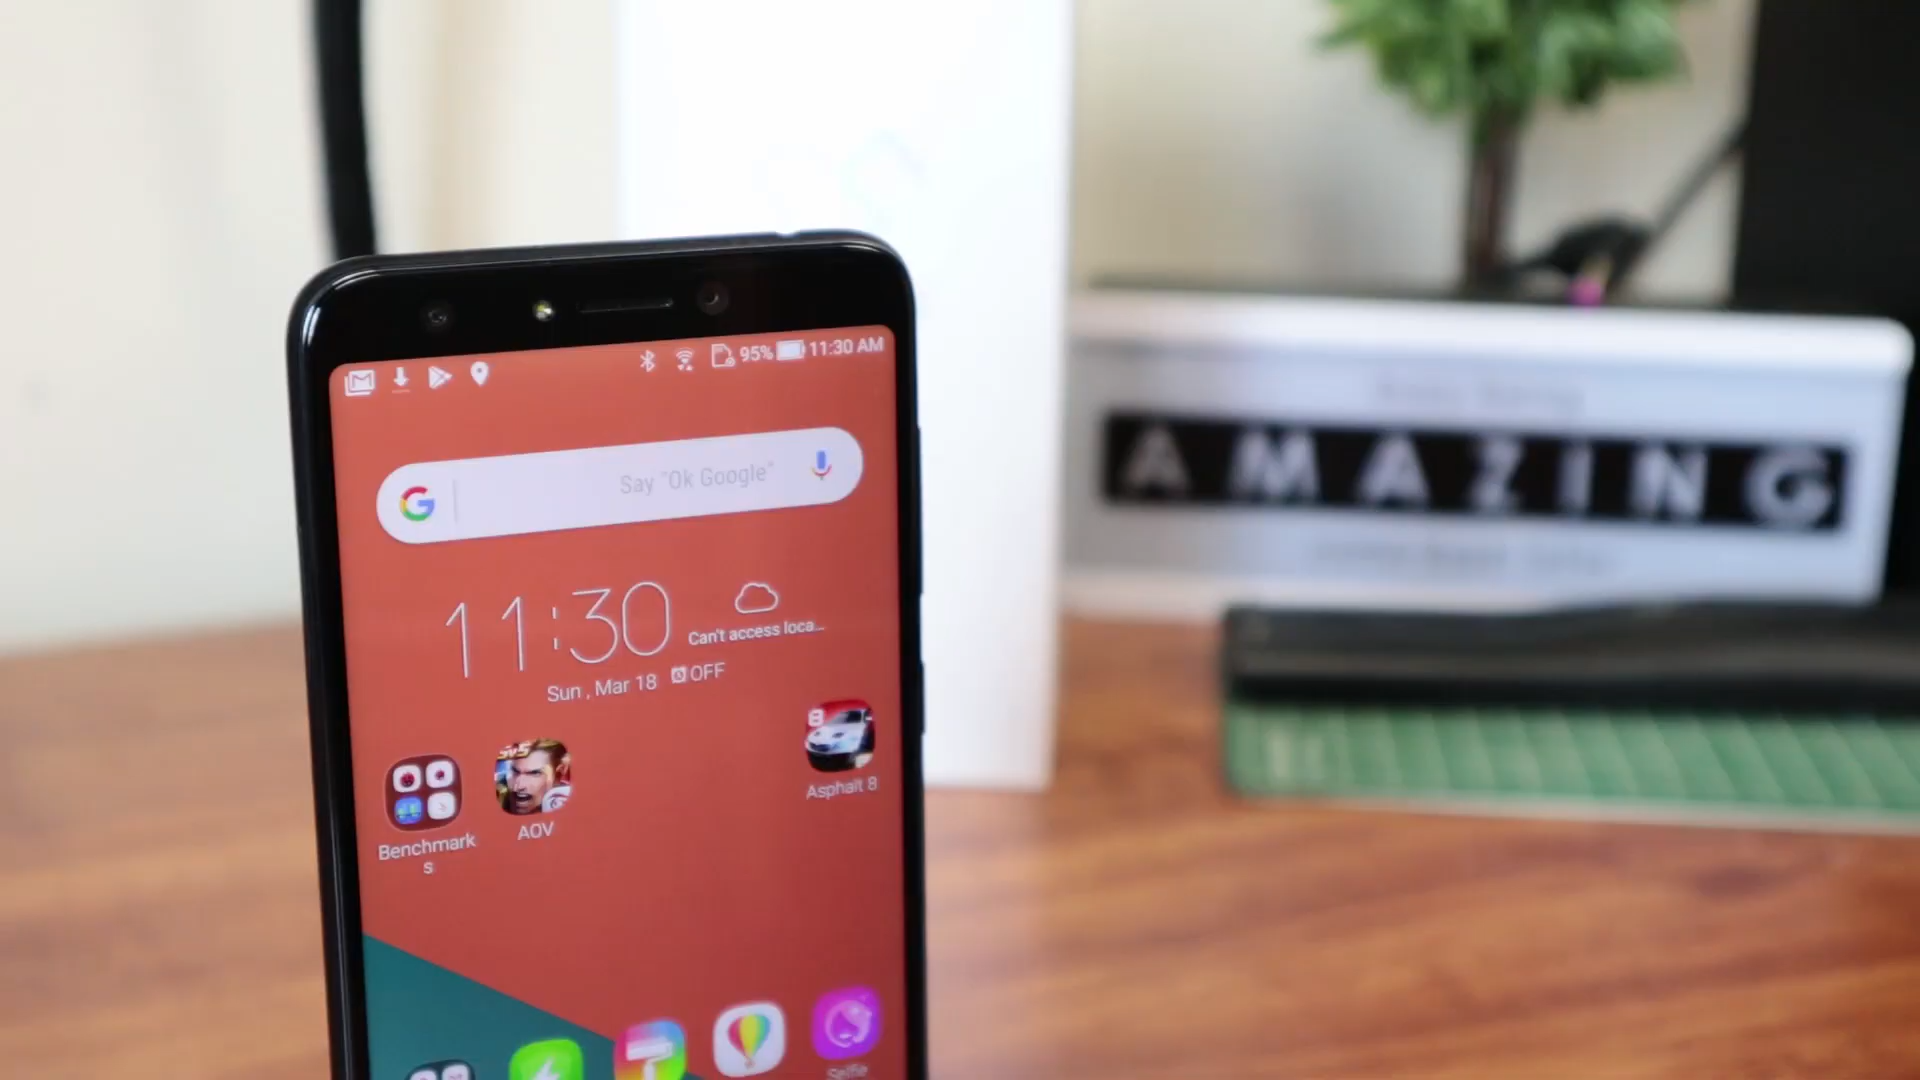 95% 11:30 AM
Say "Ok Google"
11:30
Can't access loca...
Sun , Mar 18 OFF
Asphalt 8
AOV
Benchmark
s
Selfie
AMAZING